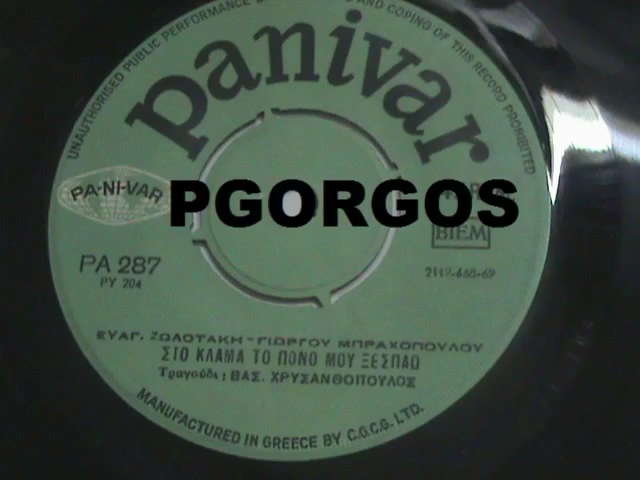 UNAUTHORISED PUBLIC PERFORMANCE
AND COPYING OF THIS RECORD PROHIBITED
panivar
PA-NI-VAR
PGORGOS
BIEM
PA 287
PY 204
2119-668-69
ΕΥΑΓ. ΖΩΛΟΤΑΚΗ - ΓΙΩΡΓΟΥ ΜΠΡΑΧΟΠΟΥΛΟΥ
ΣΤΟ ΚΛΑΜΑ ΤΟ ΠΟΝΟ ΜΟΥ ΞΕΣΠΑΩ
Τραγούδι : ΒΑΣ. ΧΡΥΣΑΝΘΟΠΟΥΛΟΣ
MANUFACTURED IN GREECE BY C.O.C.G. LTD.